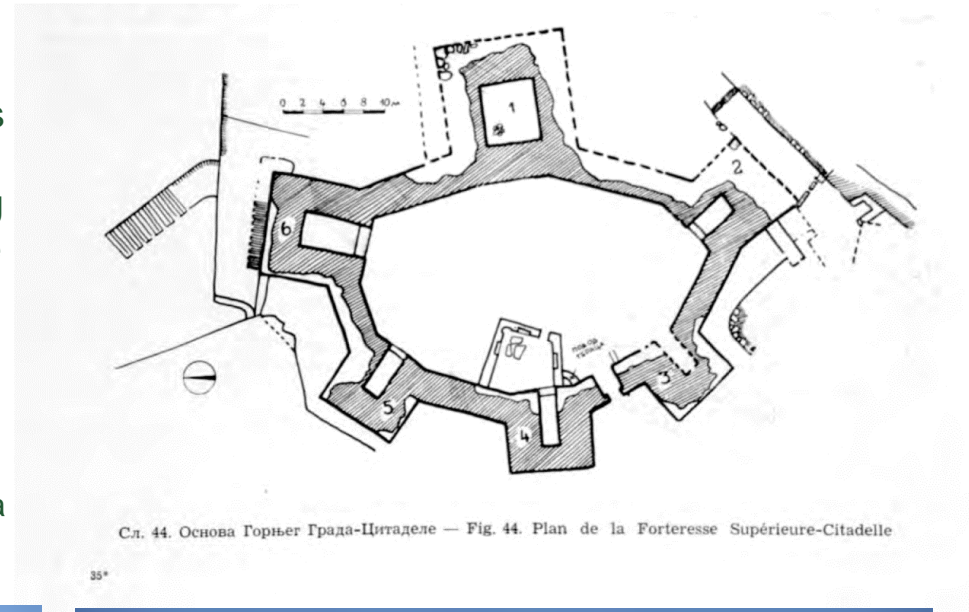 s
0 2 4 6 8 10 м
1
2
6
g
3
5
4
a
Сл. 44. Основа Горњег Града-Цитаделе — Fig. 44. Plan de la Forteresse Supérieure-Citadelle
35*